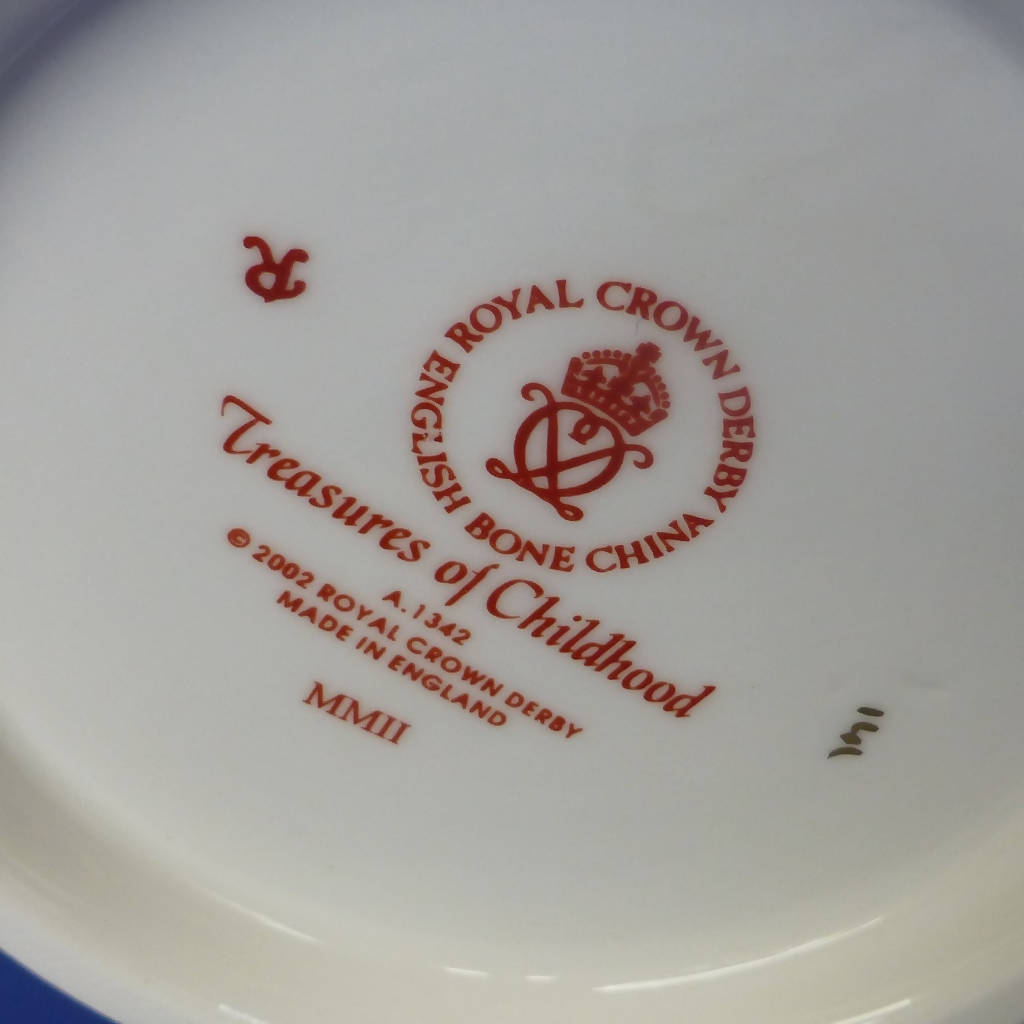 R
ROYAL CROWN DERBY
ENGLISH BONE CHINA
Treasures of Childhood
A.1342
© 2002 ROYAL CROWN DERBY
MADE IN ENGLAND
MMII